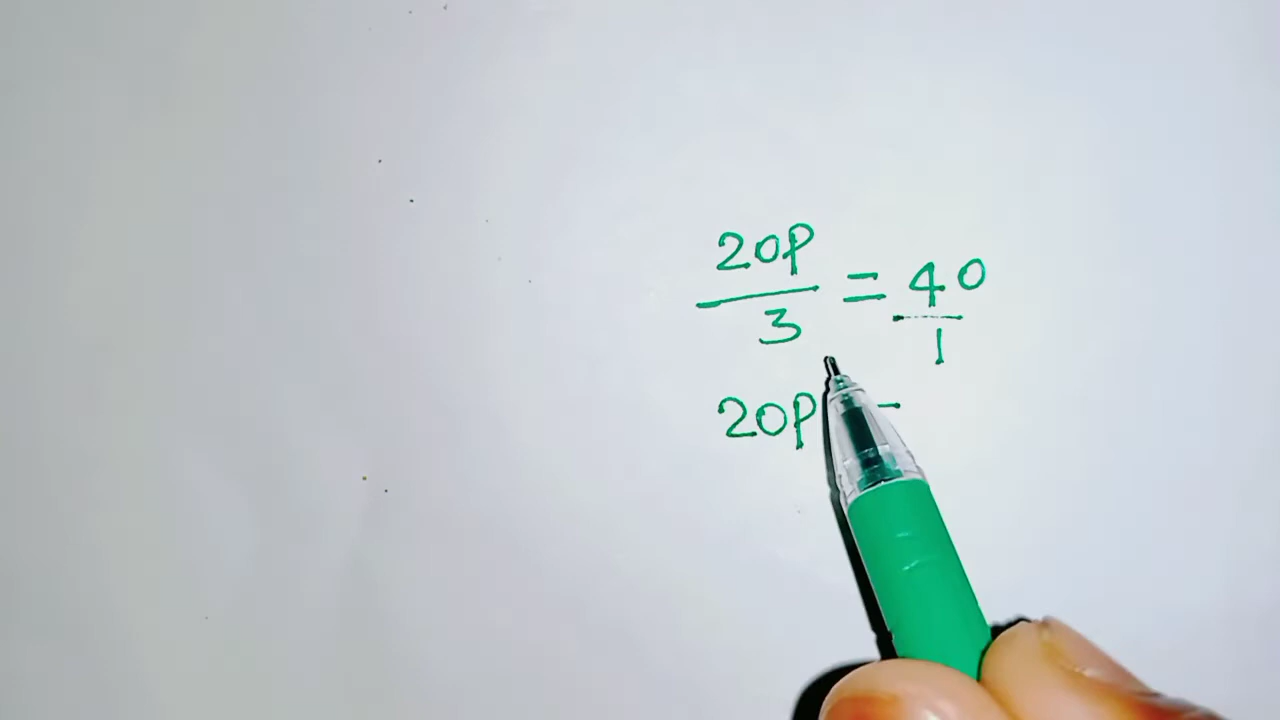 20p/3 = 40/1
20p =